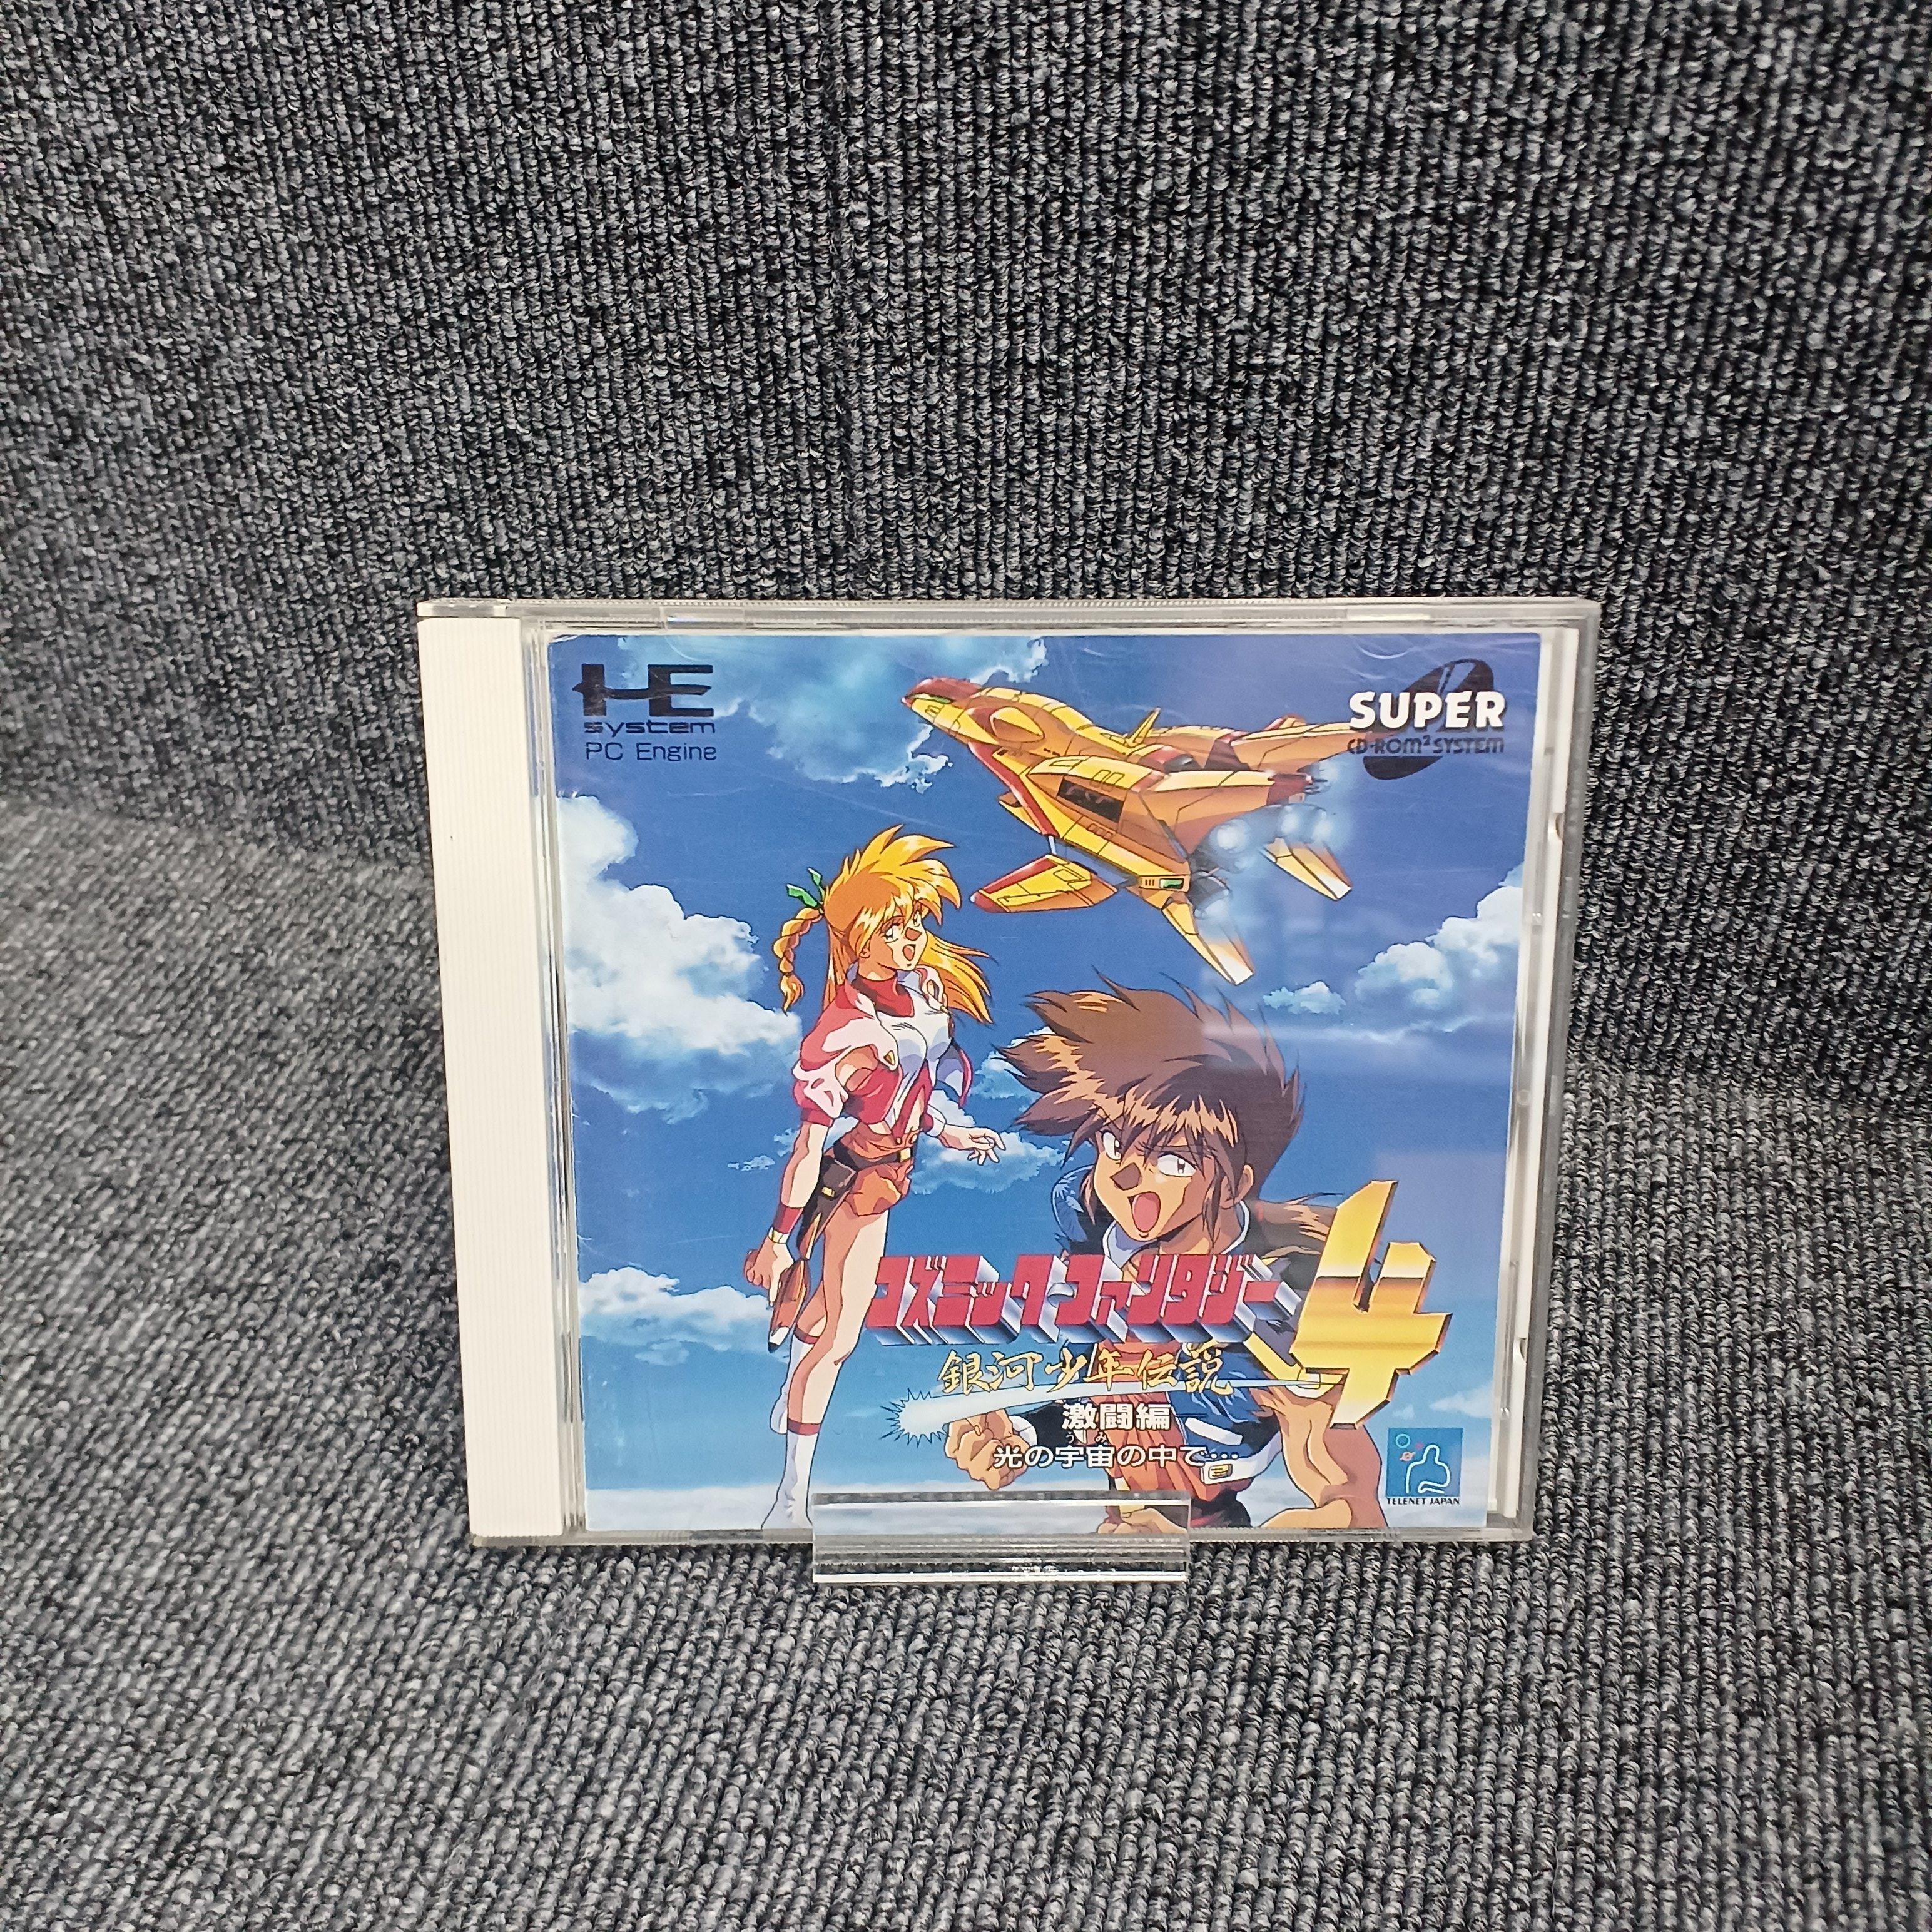 HE
system
PC Engine
SUPER
CD-ROM² SYSTEM
コズミック・ファンタジー4
銀河少年伝説
激闘編
うみ
光の宇宙の中で…
TELENET JAPAN